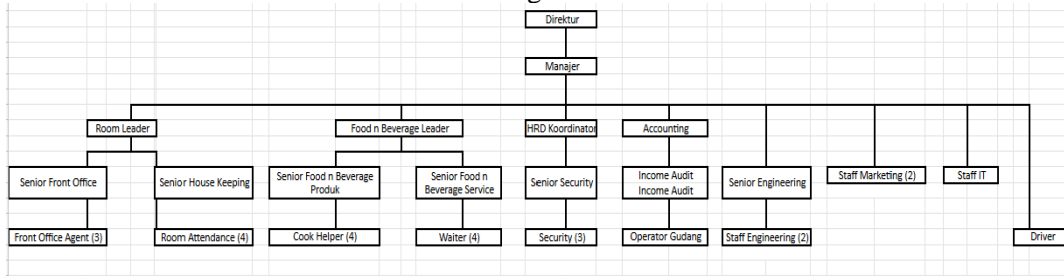 Direktur
Manajer
Room Leader
Food n Beverage Leader
HRD Koordinator
Accounting
Senior Front Office
Senior House Keeping
Senior Food n Beverage
Produk
Senior Food n
Beverage Service
Senior Security
Income Audit
Income Audit
Senior Engineering
Staff Marketing (2)
Staff IT
Front Office Agent (3)
Room Attendance (4)
Cook Helper (4)
Waiter (4)
Security (3)
Operator Gudang
Staff Engineering (2)
Driver